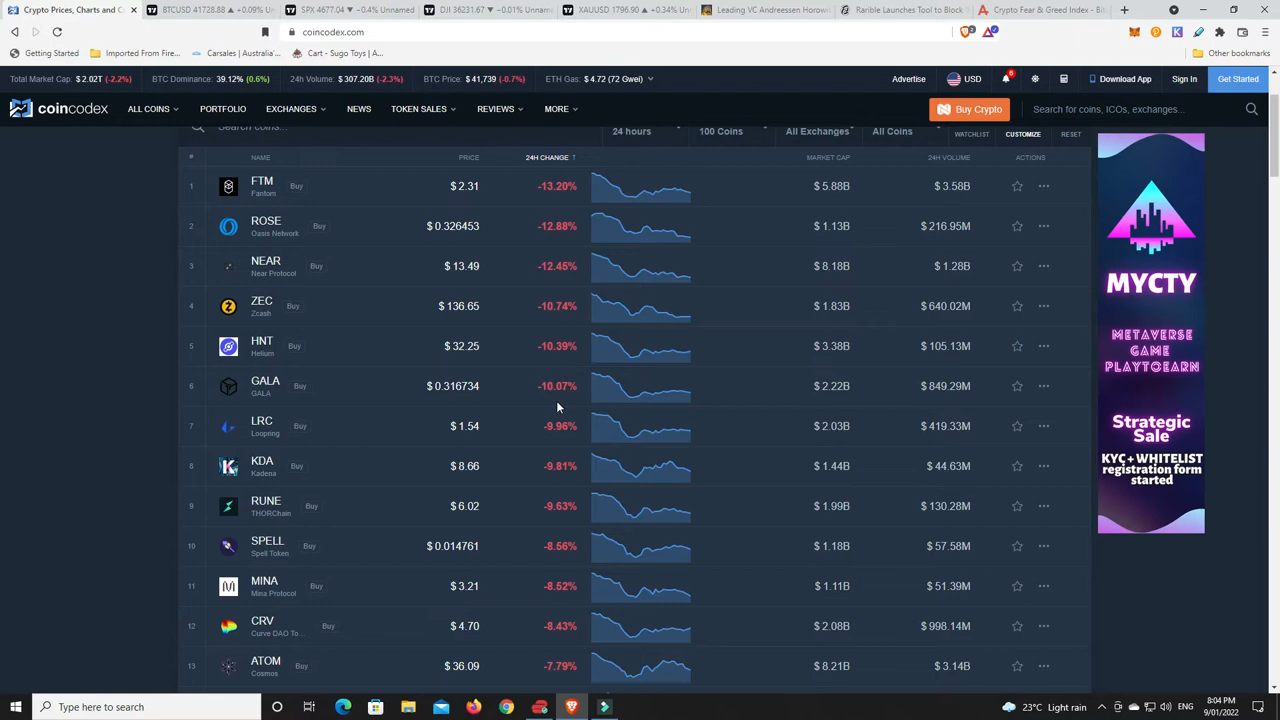 Crypto Prices, Charts and Cr
BTCUSD 41728.88 ▲ +0.09% Un
SPX 4677.04 ▼ −0.4% Unnamed
DJI 36231.67 ▼ −0.01% Unnam
XAUUSD 1796.90 ▲ +0.34% Unn
Leading VC Andreessen Horowi
Rarible Launches Tool to Block
Crypto Fear & Greed Index - Bit
coincodex.com
Getting Started
Imported From Fire...
Carsales | Australia'...
Cart - Sugo Toys | A...
Other bookmarks
Total Market Cap: $ 2.02T (-2.2%)
BTC Dominance: 39.12% (0.6%)
24h Volume: $ 307.20B (-2.3%)
BTC Price: $ 41,739 (-0.7%)
ETH Gas: $ 4.72 (72 Gwei)
Advertise
USD
6
Download App
Sign In
Get Started
coincodex
ALL COINS
PORTFOLIO
EXCHANGES
NEWS
TOKEN SALES
REVIEWS
MORE
Buy Crypto
Search for coins, ICOs, exchanges...
Search coins...
24 hours
100 Coins
All Exchanges
All Coins
WATCHLIST
CUSTOMIZE
RESET
# NAME PRICE 24H CHANGE ↑ MARKET CAP 24H VOLUME ACTIONS
1 FTM Buy $ 2.31 -13.20% $ 5.88B $ 3.58B
Fantom
2 ROSE Buy $ 0.326453 -12.88% $ 1.13B $ 216.95M
Oasis Network
3 NEAR Buy $ 13.49 -12.45% $ 8.18B $ 1.28B
Near Protocol
4 ZEC Buy $ 136.65 -10.74% $ 1.83B $ 640.02M
Zcash
5 HNT Buy $ 32.25 -10.39% $ 3.38B $ 105.13M
Helium
6 GALA Buy $ 0.316734 -10.07% $ 2.22B $ 849.29M
GALA
7 LRC Buy $ 1.54 -9.96% $ 2.03B $ 419.33M
Loopring
8 KDA Buy $ 8.66 -9.81% $ 1.44B $ 44.63M
Kadena
9 RUNE Buy $ 6.02 -9.63% $ 1.99B $ 130.28M
THORChain
10 SPELL Buy $ 0.014761 -8.56% $ 1.18B $ 57.58M
Spell Token
11 MINA Buy $ 3.21 -8.52% $ 1.11B $ 51.39M
Mina Protocol
12 CRV Buy $ 4.70 -8.43% $ 2.08B $ 998.14M
Curve DAO To...
13 ATOM Buy $ 36.09 -7.79% $ 8.21B $ 3.14B
Cosmos
MYCTY
METAVERSE
GAME
PLAYTOEARN
Strategic
Sale
KYC + WHITELIST
registration form
started
Type here to search
23°C Light rain
ENG
8:04 PM
9/01/2022